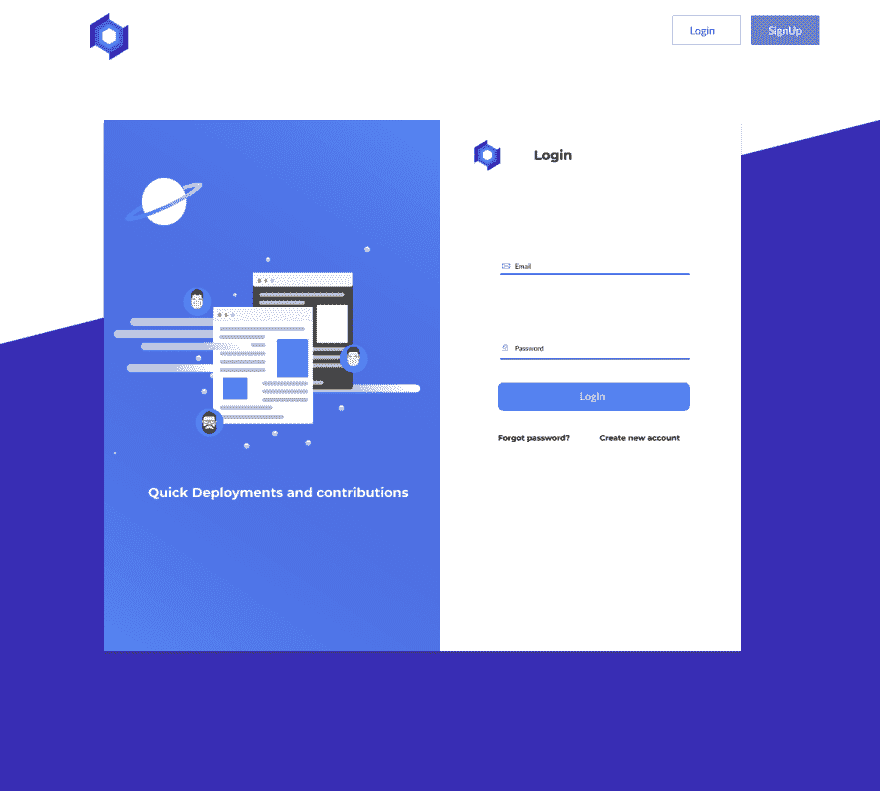 Login
SignUp
Login
Email
Password
LogIn
Forgot password?
Create new account
Quick Deployments and contributions